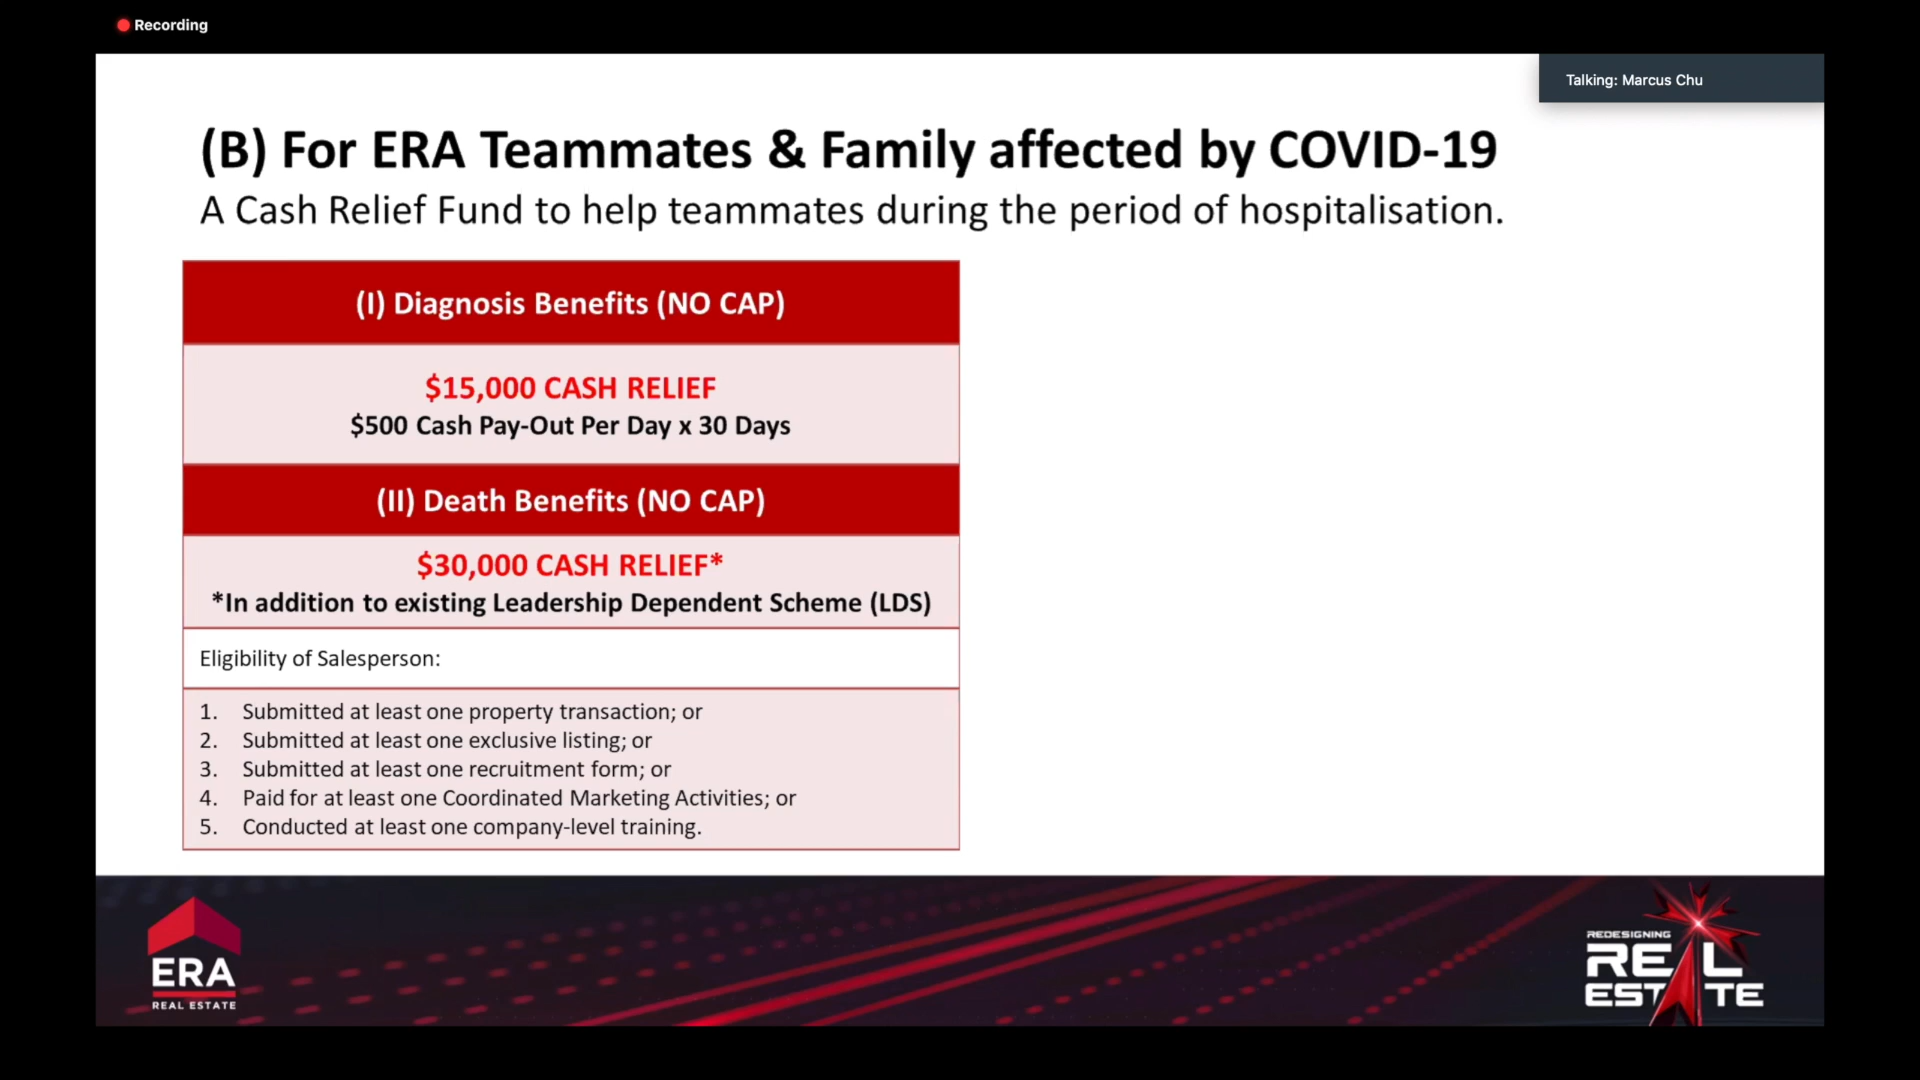 Recording
Talking: Marcus Chu
(B) For ERA Teammates & Family affected by COVID-19
A Cash Relief Fund to help teammates during the period of hospitalisation.
(I) Diagnosis Benefits (NO CAP)
$15,000 CASH RELIEF
$500 Cash Pay-Out Per Day x 30 Days
(II) Death Benefits (NO CAP)
$30,000 CASH RELIEF*
*In addition to existing Leadership Dependent Scheme (LDS)
Eligibility of Salesperson:
1. Submitted at least one property transaction; or
2. Submitted at least one exclusive listing; or
3. Submitted at least one recruitment form; or
4. Paid for at least one Coordinated Marketing Activities; or
5. Conducted at least one company-level training.
ERA
REAL ESTATE
REDESIGNING
REAL
ESTATE